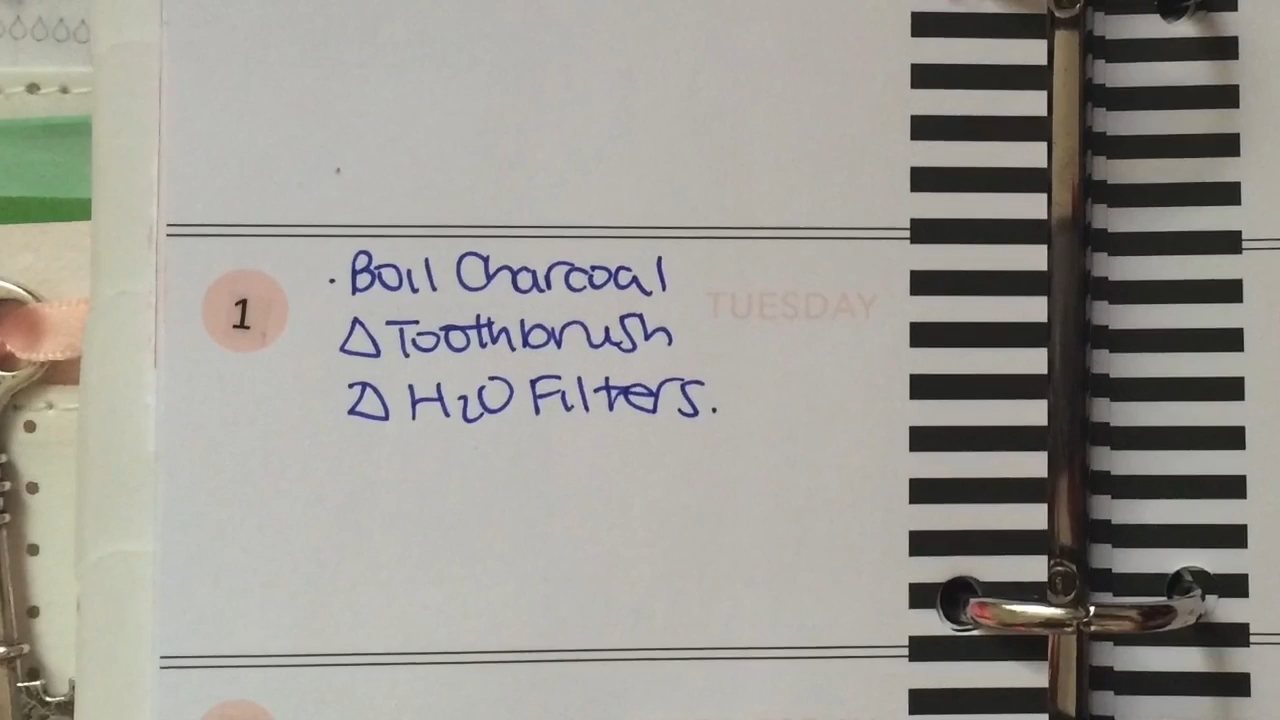 · Boil Charcoal
1
TUESDAY
Δ Toothbrush
Δ H2O Filters.